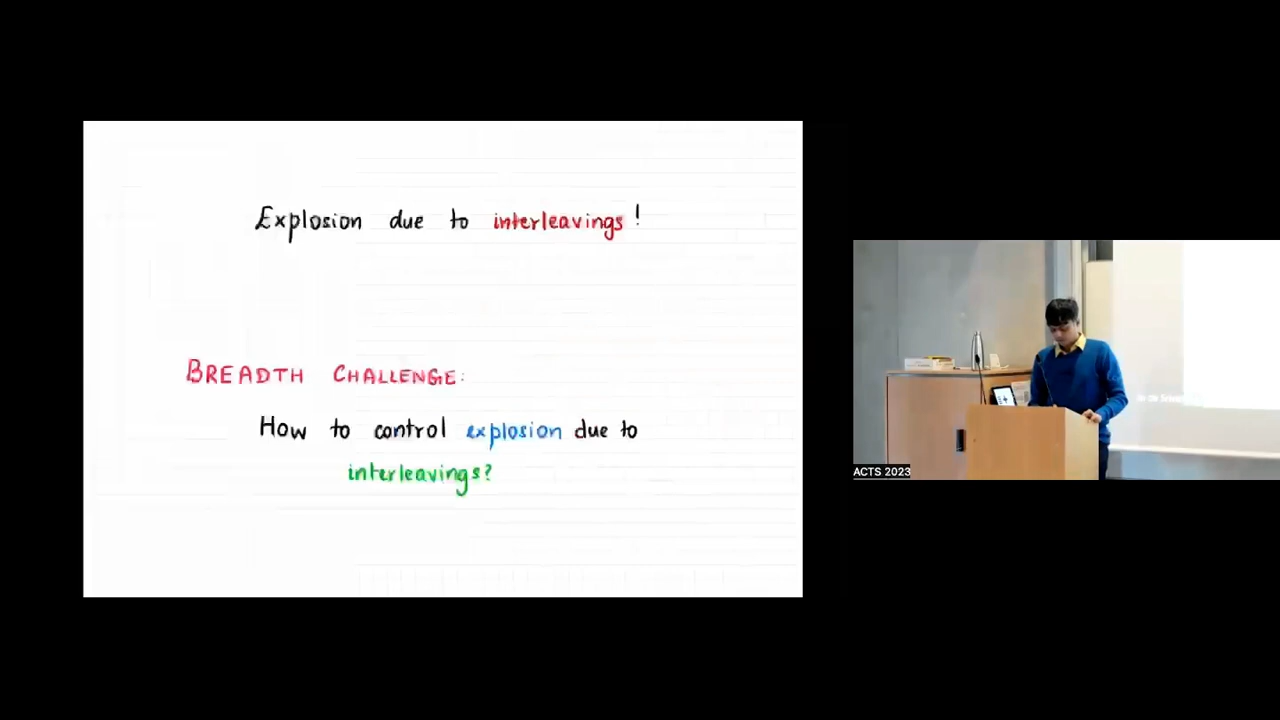 Explosion due to interleavings!
BREADTH CHALLENGE:
How to control explosion due to
interleavings?
ACTS 2023